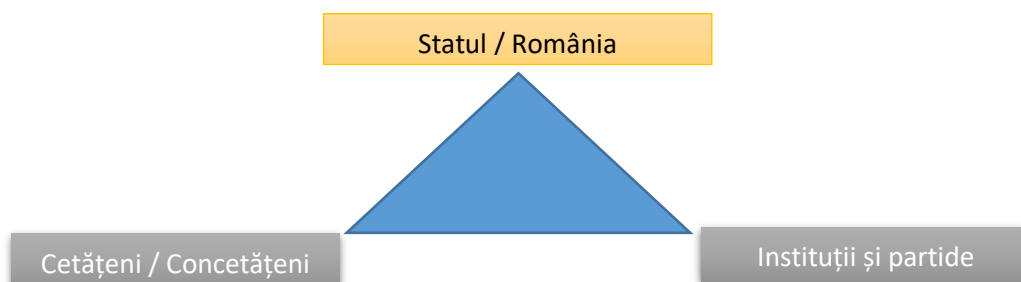 Statul / România
Cetățeni / Concetățeni
Instituții și partide